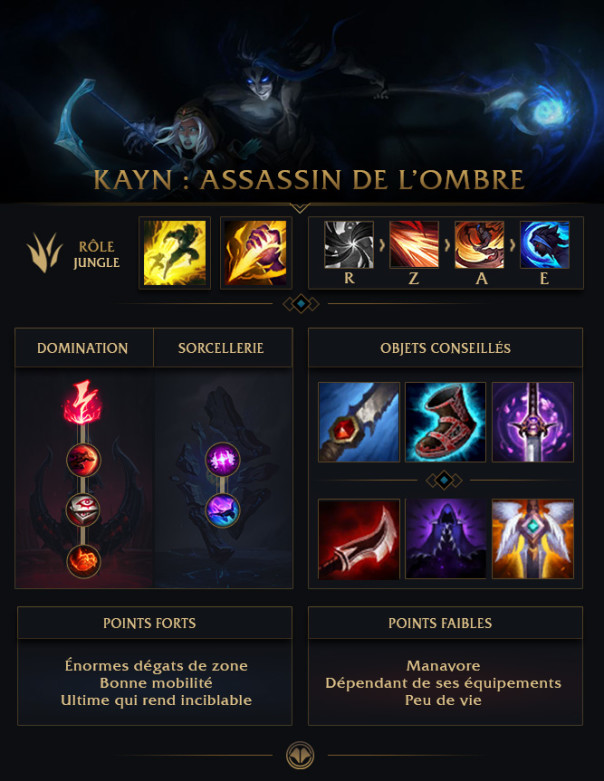 KAYN : ASSASSIN DE L'OMBRE
RÔLE
JUNGLE
R
Z
A
E
DOMINATION
SORCELLERIE
OBJETS CONSEILLÉS
POINTS FORTS
Énormes dégats de zone
Bonne mobilité
Ultime qui rend inciblable
POINTS FAIBLES
Manavore
Dépendant de ses équipements
Peu de vie